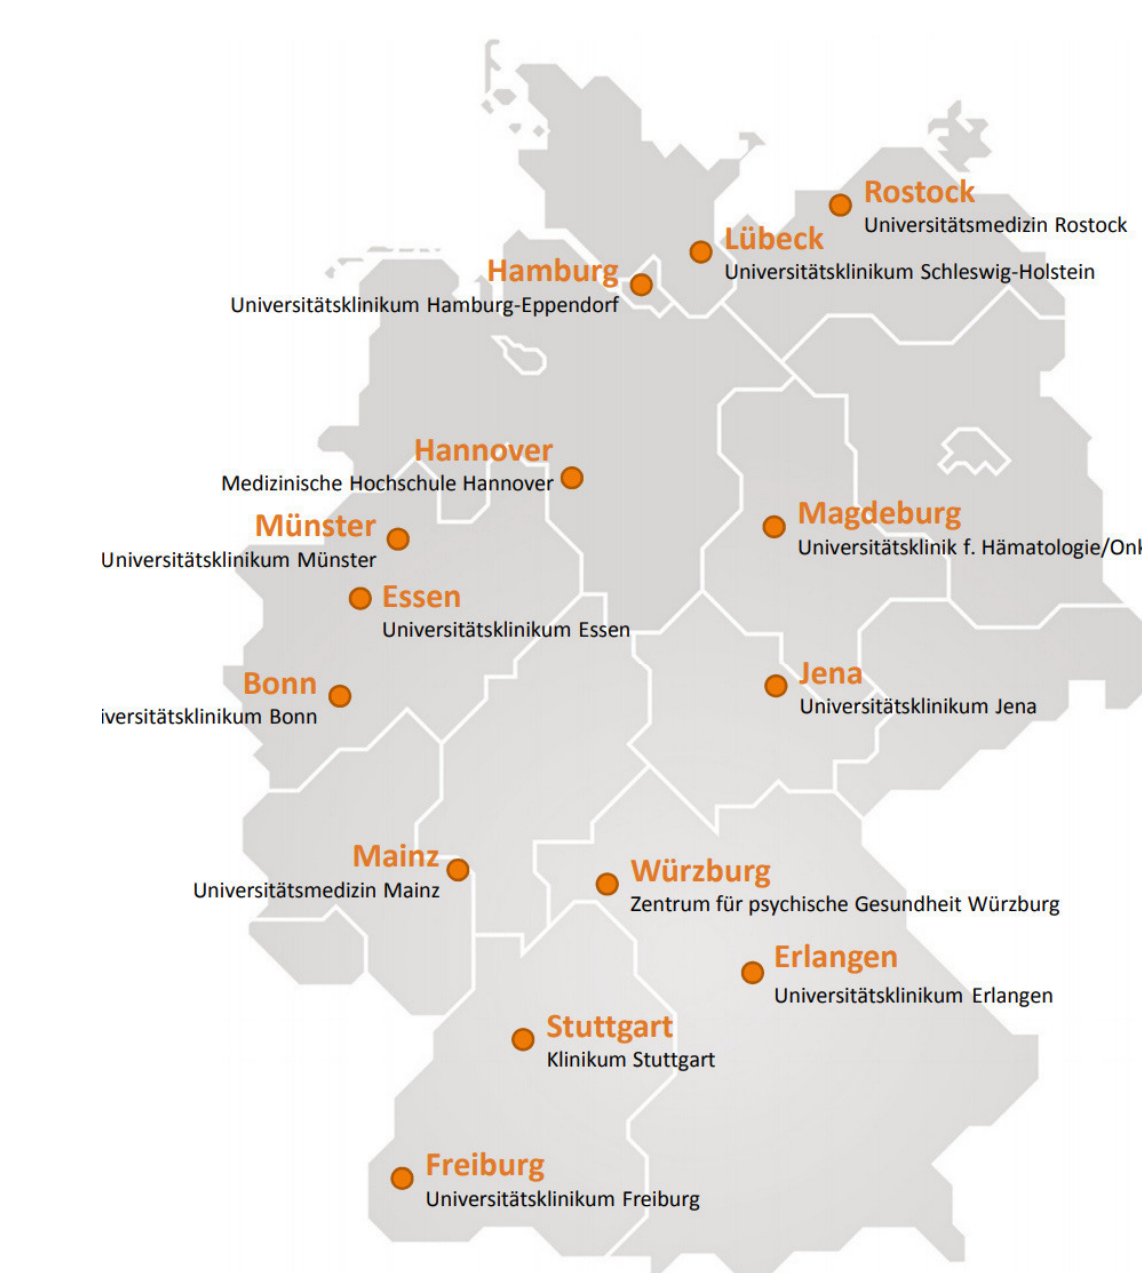 Rostock
Universitätsmedizin Rostock
Lübeck
Universitätsklinikum Schleswig-Holstein
Hamburg
Universitätsklinikum Hamburg-Eppendorf
Hannover
Medizinische Hochschule Hannover
Magdeburg
Universitätsklinik f. Hämatologie/Onk
Münster
Universitätsklinikum Münster
Essen
Universitätsklinikum Essen
Jena
Universitätsklinikum Jena
Bonn
iversitätsklinikum Bonn
Mainz
Universitätsmedizin Mainz
Würzburg
Zentrum für psychische Gesundheit Würzburg
Erlangen
Universitätsklinikum Erlangen
Stuttgart
Klinikum Stuttgart
Freiburg
Universitätsklinikum Freiburg